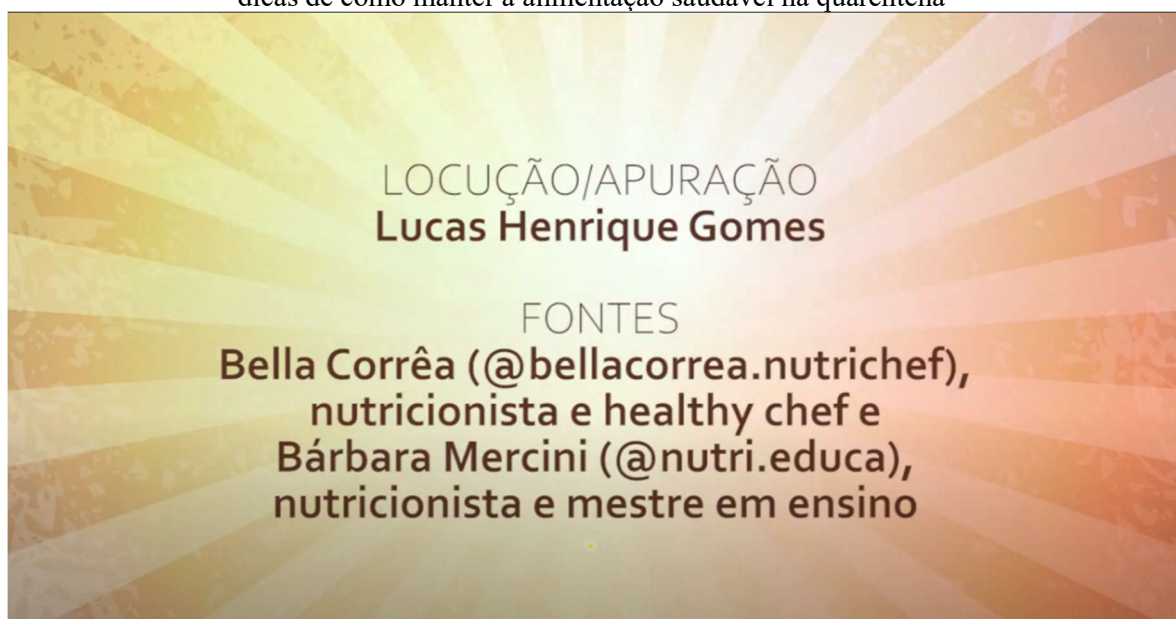 dicas de como manter a alimentação saudável na quarentena
LOCUÇÃO/APURAÇÃO
Lucas Henrique Gomes
FONTES
Bella Corrêa (@bellacorrea.nutrichef),
nutricionista e healthy chef e
Bárbara Mercini (@nutri.educa),
nutricionista e mestre em ensino